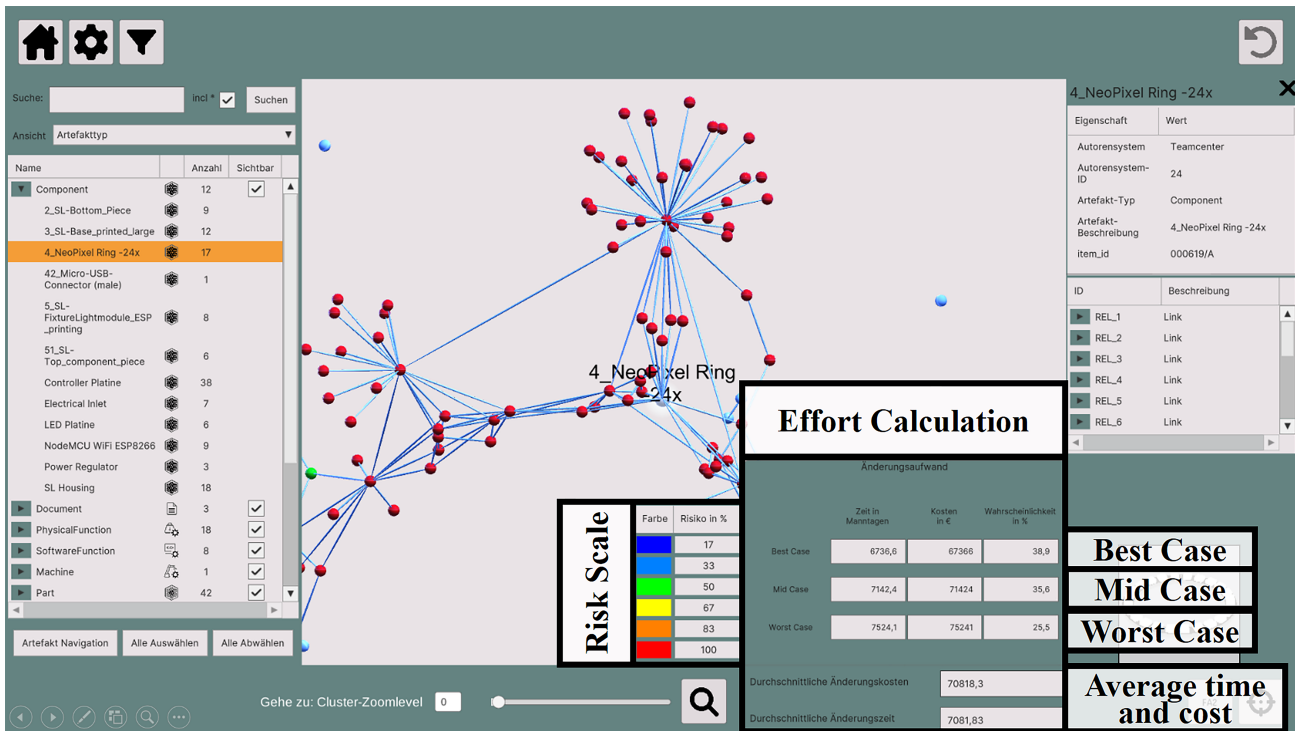 Suche:
incl *
Suchen
Ansicht
Artefakttyp
Name
Anzahl
Sichtbar
Component
12
2_SL-Bottom_Piece
9
3_SL-Base_printed_large
12
4_NeoPixel Ring -24x
17
42_Micro-USB-
Connector (male)
1
5_SL-
FixtureLightmodule_ESP
_printing
8
51_SL-
Top_component_piece
6
Controller Platine
38
Electrical Inlet
7
LED Platine
6
NodeMCU WiFi ESP8266
9
Power Regulator
3
SL Housing
18
Document
3
PhysicalFunction
18
SoftwareFunction
8
Machine
1
Part
42
Artefakt Navigation
Alle Auswählen
Alle Abwählen
4_NeoPixel Ring
-24x
Gehe zu: Cluster-Zoomlevel
0
Risk Scale
Farbe
Risiko in %
17
33
50
67
83
100
Effort Calculation
Änderungsaufwand
Zeit in
Manntagen
Kosten
in €
Wahrscheinlichkeit
in %
Best Case
6736,6
67366
38,9
Mid Case
7142,4
71424
35,6
Worst Case
7524,1
75241
25,5
Durchschnittliche Änderungskosten
70818,3
Durchschnittliche Änderungszeit
7081,83
4_NeoPixel Ring -24x
Eigenschaft
Wert
Autorensystem
Teamcenter
Autorensystem-
ID
24
Artefakt-Typ
Component
Artefakt-
Beschreibung
4_NeoPixel Ring -24x
item_id
000619/A
ID
Beschreibung
REL_1
Link
REL_2
Link
REL_3
Link
REL_4
Link
REL_5
Link
REL_6
Link
Best Case
Mid Case
Worst Case
Average time
and cost